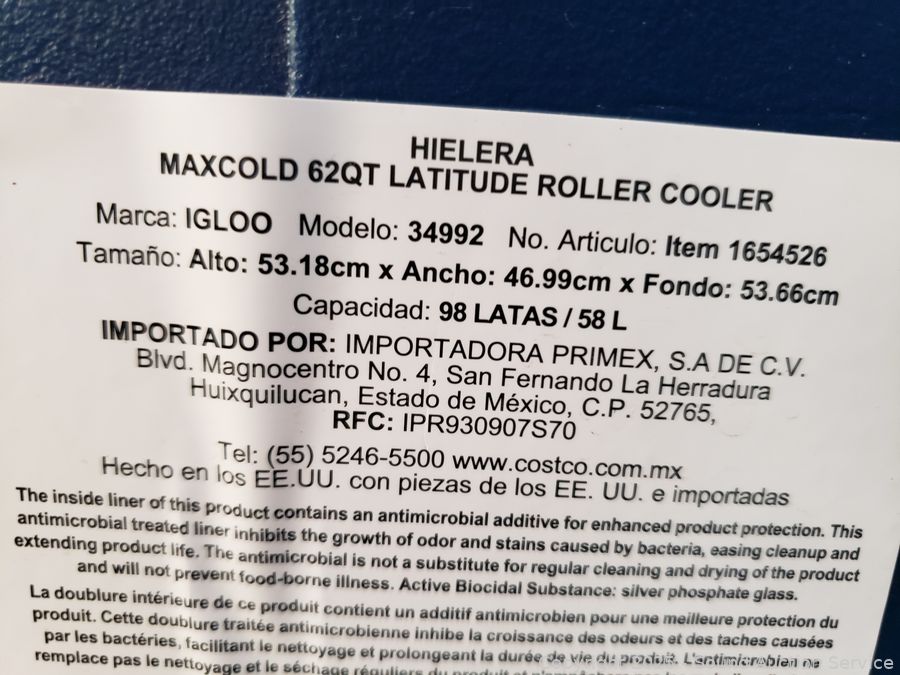 HIELERA
MAXCOLD 62QT LATITUDE ROLLER COOLER
Marca: IGLOO Modelo: 34992 No. Articulo: Item 1654526
Tamaño: Alto: 53.18cm x Ancho: 46.99cm x Fondo: 53.66cm
Capacidad: 98 LATAS / 58 L
IMPORTADO POR: IMPORTADORA PRIMEX, S.A DE C.V.
Blvd. Magnocentro No. 4, San Fernando La Herradura
Huixquilucan, Estado de México, C.P. 52765,
RFC: IPR930907S70
Tel: (55) 5246-5500 www.costco.com.mx
Hecho en los EE.UU. con piezas de los EE. UU. e importadas
The inside liner of this product contains an antimicrobial additive for enhanced product protection. This
antimicrobial treated liner inhibits the growth of odor and stains caused by bacteria, easing cleanup and
extending product life. The antimicrobial is not a substitute for regular cleaning and drying of the product
and will not prevent food-borne illness. Active Biocidal Substance: silver phosphate glass.
La doublure intérieure de ce produit contient un additif antimicrobien pour une meilleure protection du
produit. Cette doublure traitée antimicrobienne inhibe la croissance des odeurs et des taches causées
par les bactéries, facilitant le nettoyage et prolongeant la durée de vie du produit. L'antimicrobien ne
remplace pas le nettoyage et le séchage réguliers du produit et
Service